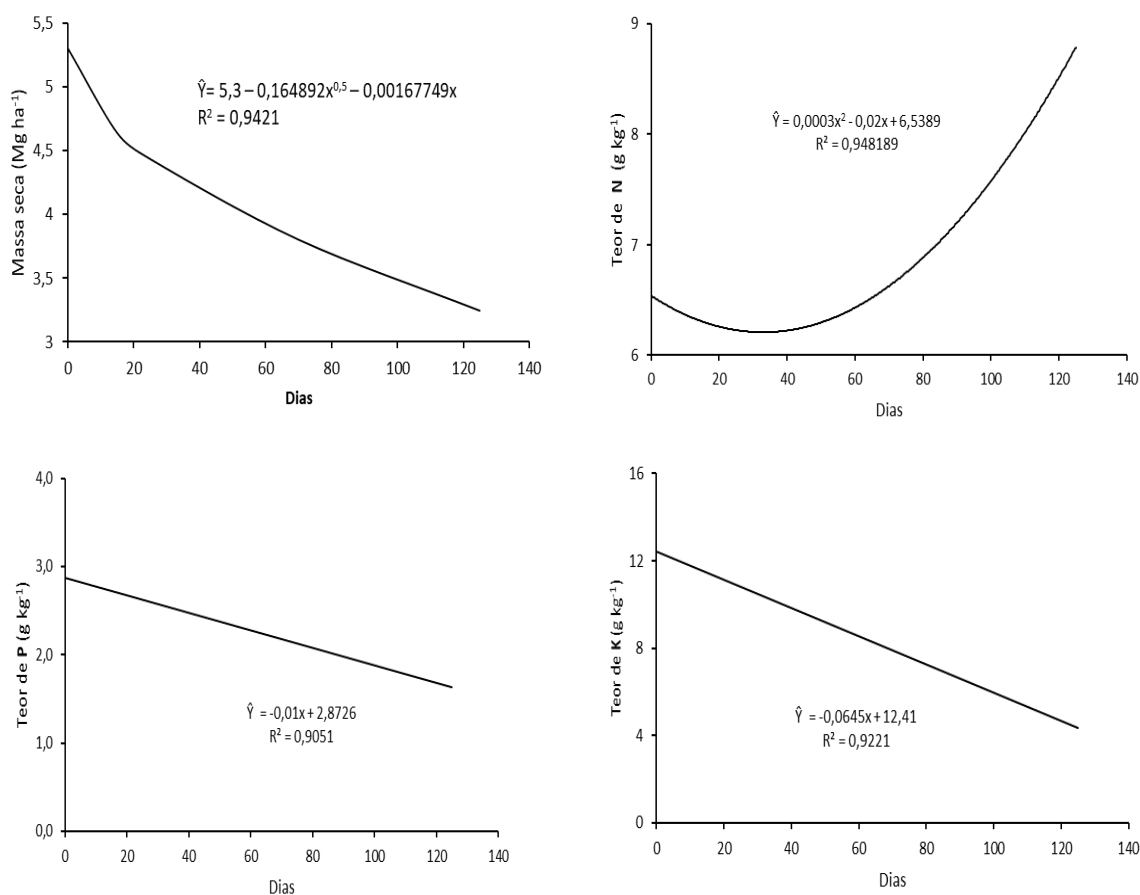 5,5
5
4,5
4
3,5
3
Massa seca (Mg ha⁻¹)
Ŷ= 5,3 – 0,164892x⁰,⁵ – 0,00167749x
R² = 0,9421
0 20 40 60 80 100 120 140
Dias
9
8
7
6
Teor de N (g kg⁻¹)
Ŷ = 0,0003x² - 0,02x + 6,5389
R² = 0,948189
0 20 40 60 80 100 120 140
Dias
4,0
3,0
2,0
1,0
0,0
Teor de P (g kg⁻¹)
Ŷ = -0,01x + 2,8726
R² = 0,9051
0 20 40 60 80 100 120 140
Dias
16
12
8
4
0
Teor de K (g kg⁻¹)
Ŷ = -0,0645x + 12,41
R² = 0,9221
0 20 40 60 80 100 120 140
Dias